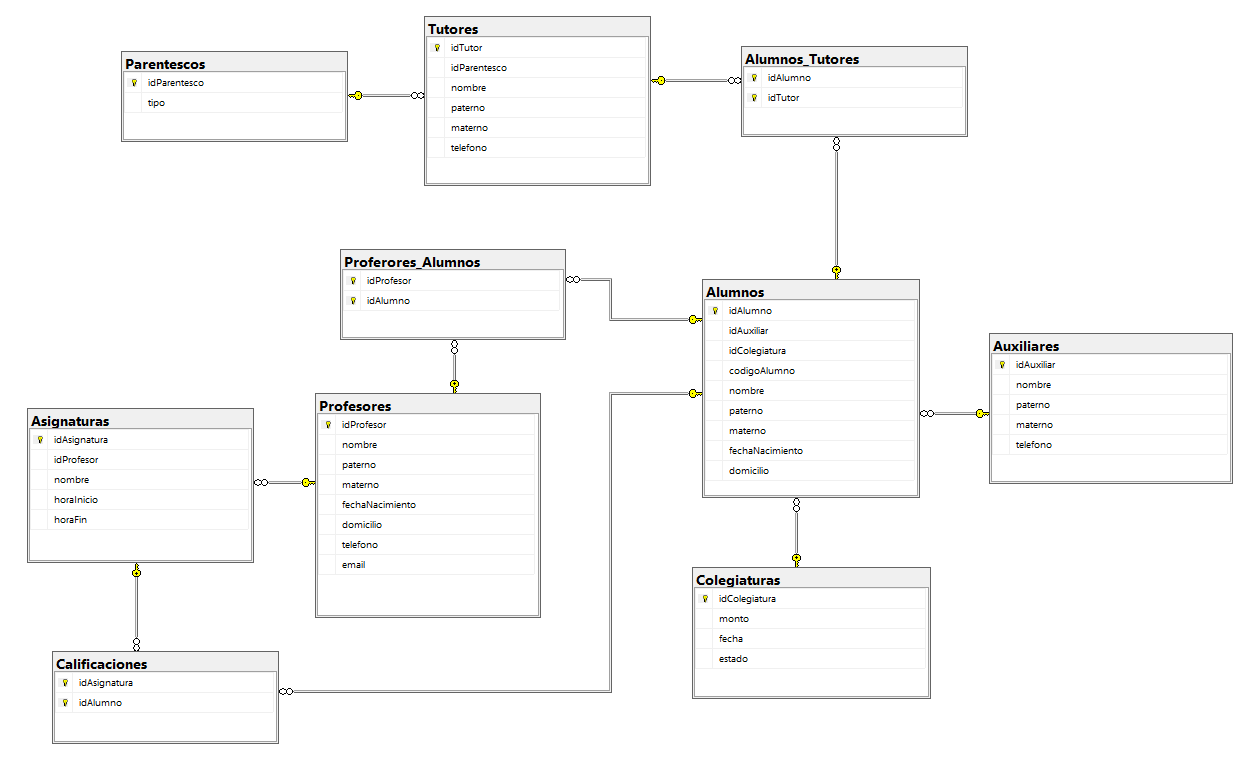 Parentescos
idParentesco
tipo
Tutores
idTutor
idParentesco
nombre
paterno
materno
telefono
Alumnos_Tutores
idAlumno
idTutor
Proferores_Alumnos
idProfesor
idAlumno
Alumnos
idAlumno
idAuxiliar
idColegiatura
codigoAlumno
nombre
paterno
materno
fechaNacimiento
domicilio
Auxiliares
idAuxiliar
nombre
paterno
materno
telefono
Asignaturas
idAsignatura
idProfesor
nombre
horaInicio
horaFin
Profesores
idProfesor
nombre
paterno
materno
fechaNacimiento
domicilio
telefono
email
Colegiaturas
idColegiatura
monto
fecha
estado
Calificaciones
idAsignatura
idAlumno